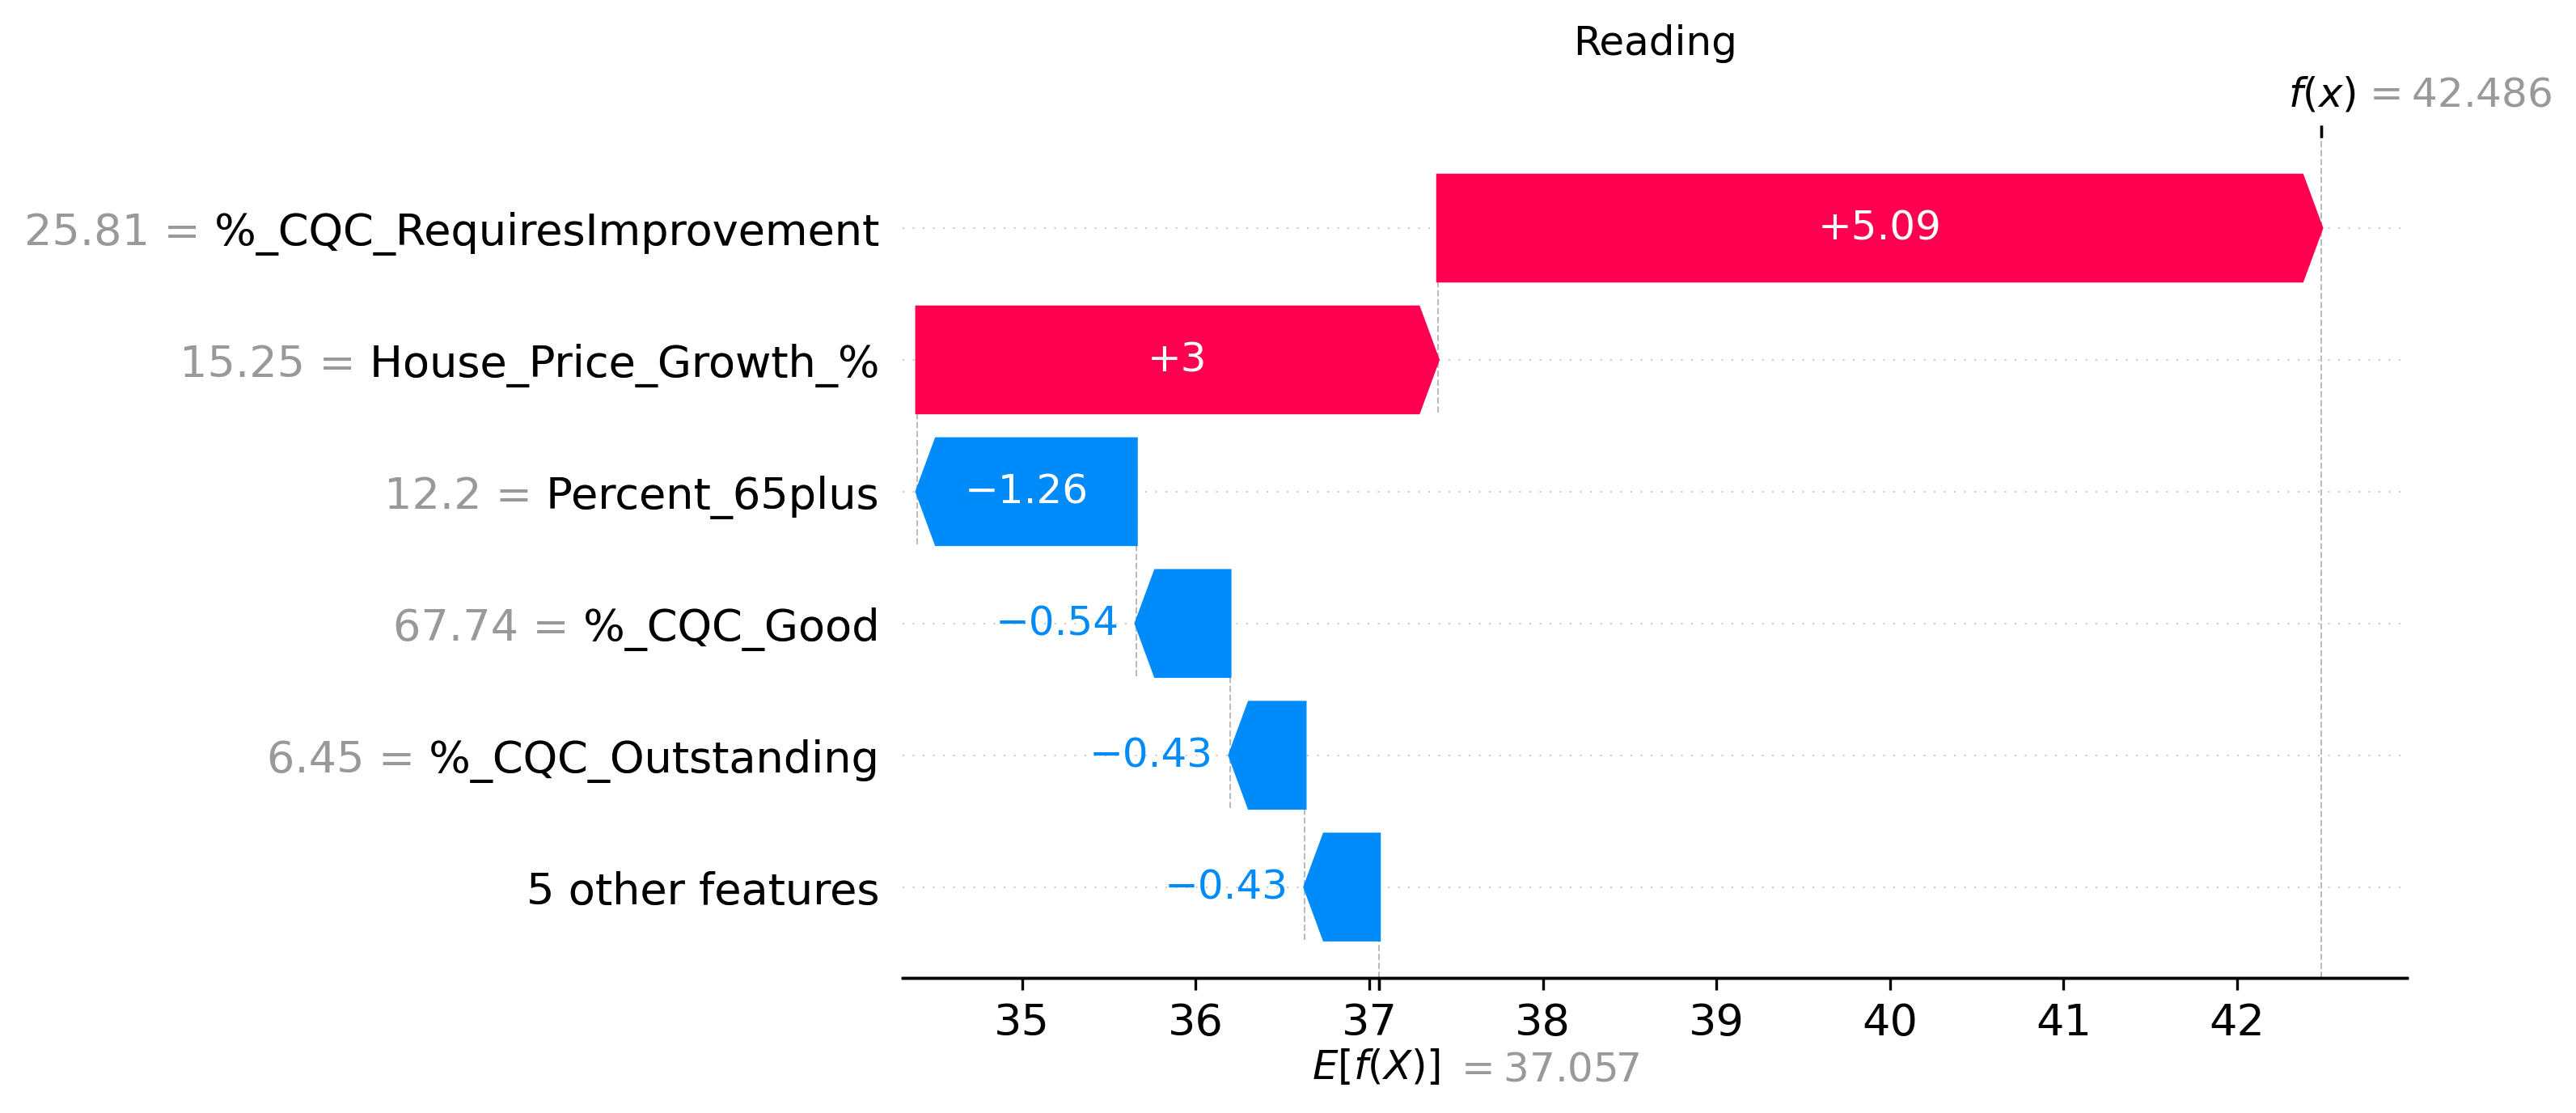 Reading
f(x) = 42.486
25.81 = %_CQC_RequiresImprovement
+5.09
15.25 = House_Price_Growth_%
+3
12.2 = Percent_65plus
−1.26
67.74 = %_CQC_Good
−0.54
6.45 = %_CQC_Outstanding
−0.43
5 other features
−0.43
35 36 37 38 39 40 41 42
E[f(X)] = 37.057